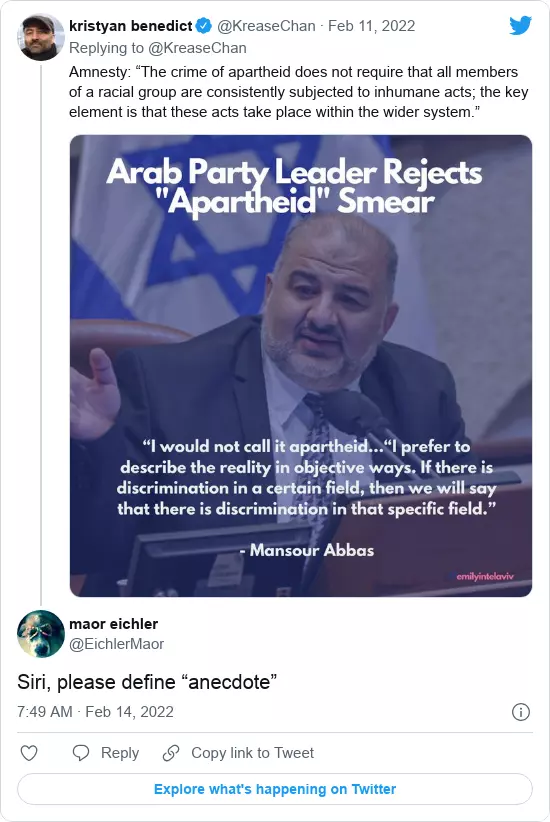 kristyan benedict @KreaseChan · Feb 11, 2022
Replying to @KreaseChan
Amnesty: “The crime of apartheid does not require that all members
of a racial group are consistently subjected to inhumane acts; the key
element is that these acts take place within the wider system.”
Arab Party Leader Rejects
"Apartheid" Smear
“I would not call it apartheid...“I prefer to
describe the reality in objective ways. If there is
discrimination in a certain field, then we will say
that there is discrimination in that specific field.”
- Mansour Abbas
emilyintelaviv
maor eichler
@EichlerMaor
Siri, please define “anecdote”
7:49 AM · Feb 14, 2022
Reply
Copy link to Tweet
Explore what's happening on Twitter